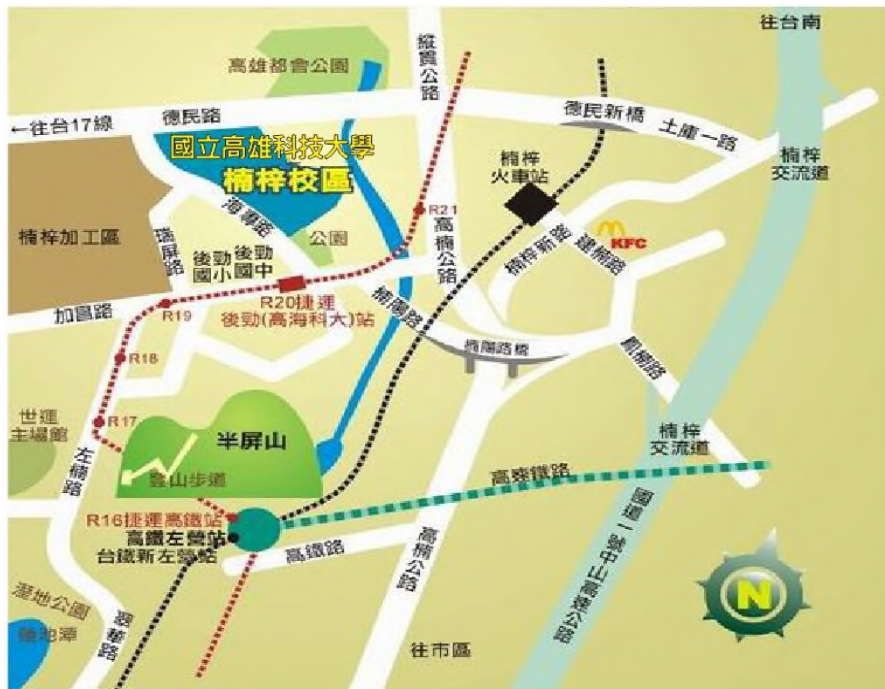 往台南
縱貫公路
高雄都會公園
德民路
←往台17線
德民新橋
土庫一路
國立高雄科技大學
楠梓校區
楠梓
火車站
楠梓
交流道
海專路
R21
高楠公路
楠梓新路
建楠路
KFC
楠梓加工區
瑞屏路
後勁
國小
後勁
國中
公園
加昌路
R19
R20捷運
後勁(高海科大)站
楠陽路
楠陽路橋
鳳楠路
R18
R17
世運
主場館
左楠路
半屏山
登山步道
楠梓
交流道
高速鐵路
R16捷運高鐵站
高鐵左營站
台鐵新左營站
高鐵路
高楠公路
國道一號中山高速公路
N
溼地公園
蓮池潭
翠華路
往市區